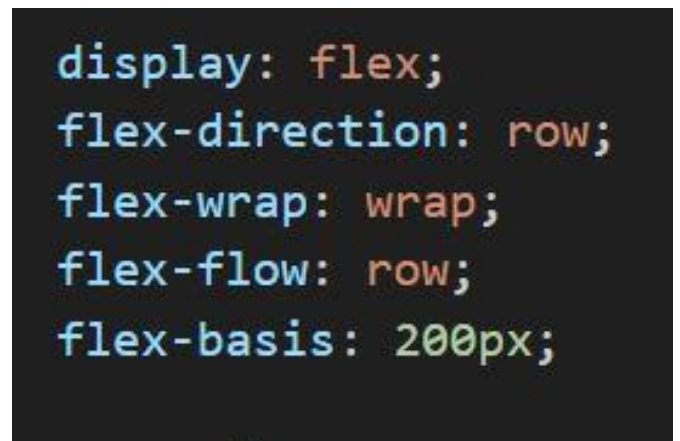 display: flex;
flex-direction: row;
flex-wrap: wrap;
flex-flow: row;
flex-basis: 200px;